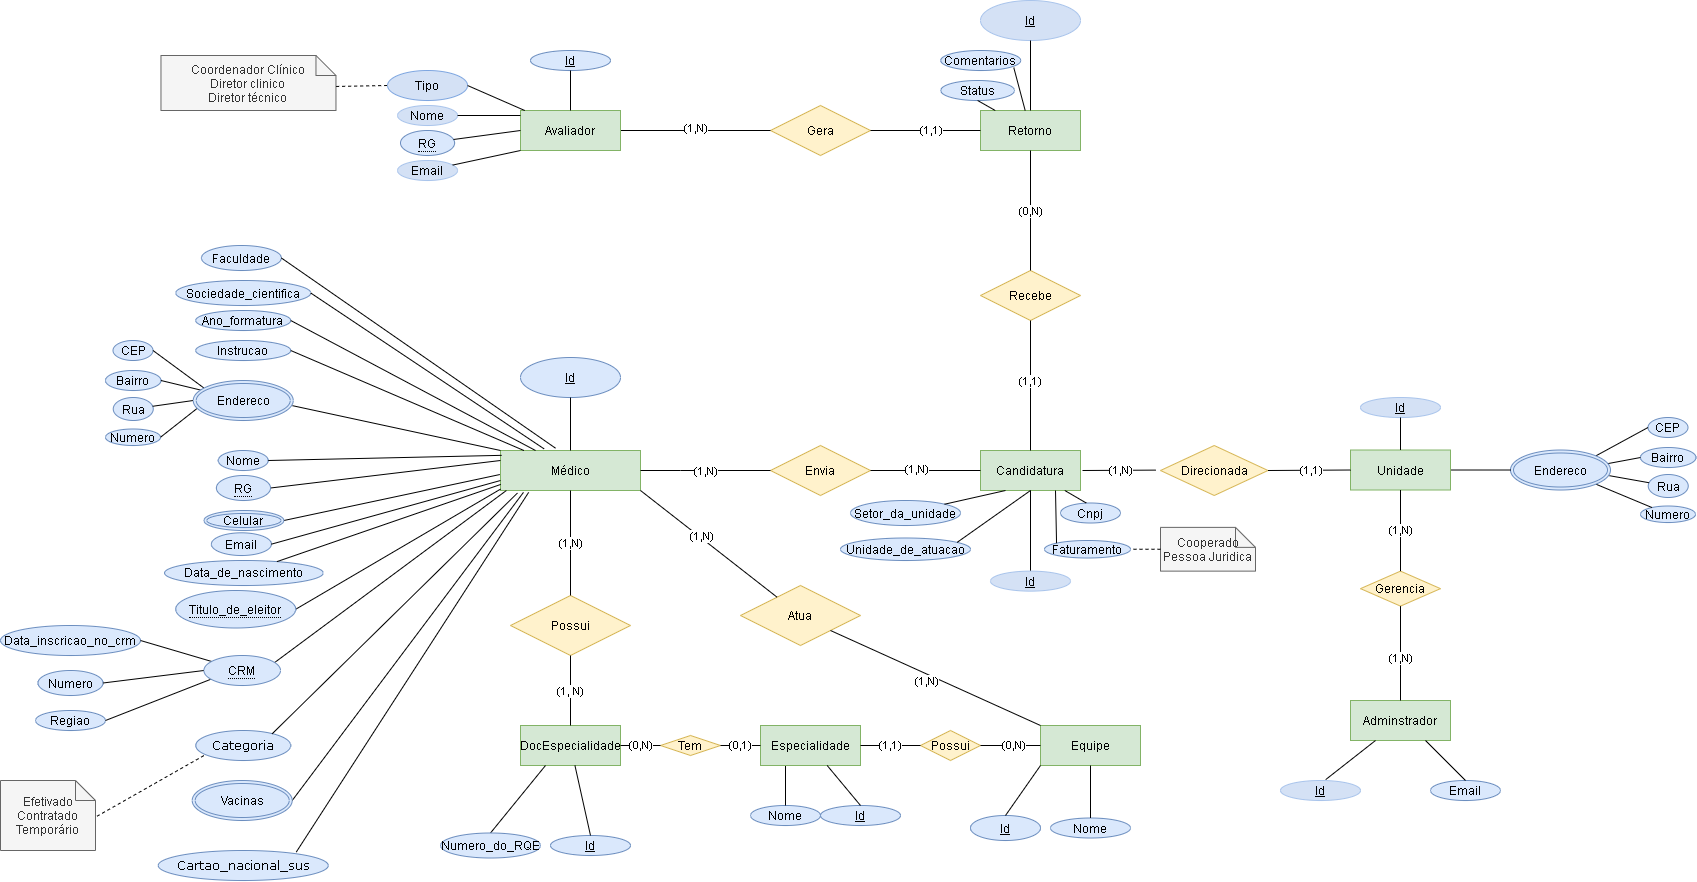 Id
Comentarios
Status
Retorno
Coordenador Clínico
Diretor clinico
Diretor técnico
Tipo
Nome
RG
Email
Id
Avaliador
(1,N)
Gera
(1,1)
(0,N)
Recebe
(1,1)
Faculdade
Sociedade_cientifica
Ano_formatura
Instrucao
CEP
Bairro
Rua
Numero
Endereco
Id
Nome
RG
Celular
Email
Data_de_nascimento
Titulo_de_eleitor
Data_inscricao_no_crm
Numero
Regiao
CRM
Categoria
Efetivado
Contratado
Temporário
Vacinas
Cartao_nacional_sus
Médico
(1,N)
Envia
(1,N)
Candidatura
(1,N)
Direcionada
(1,1)
Unidade
Id
Endereco
CEP
Bairro
Rua
Numero
Setor_da_unidade
Unidade_de_atuacao
Id
Cnpj
Faturamento
Cooperado
Pessoa Juridica
(1,N)
Gerencia
(1,N)
Adminstrador
Id
Email
(1,N)
Possui
(1, N)
(1,N)
Atua
(1,N)
DocEspecialidade
(0,N)
Tem
(0,1)
Especialidade
(1,1)
Possui
(0,N)
Equipe
Numero_do_RQE
Id
Nome
Id
Id
Nome